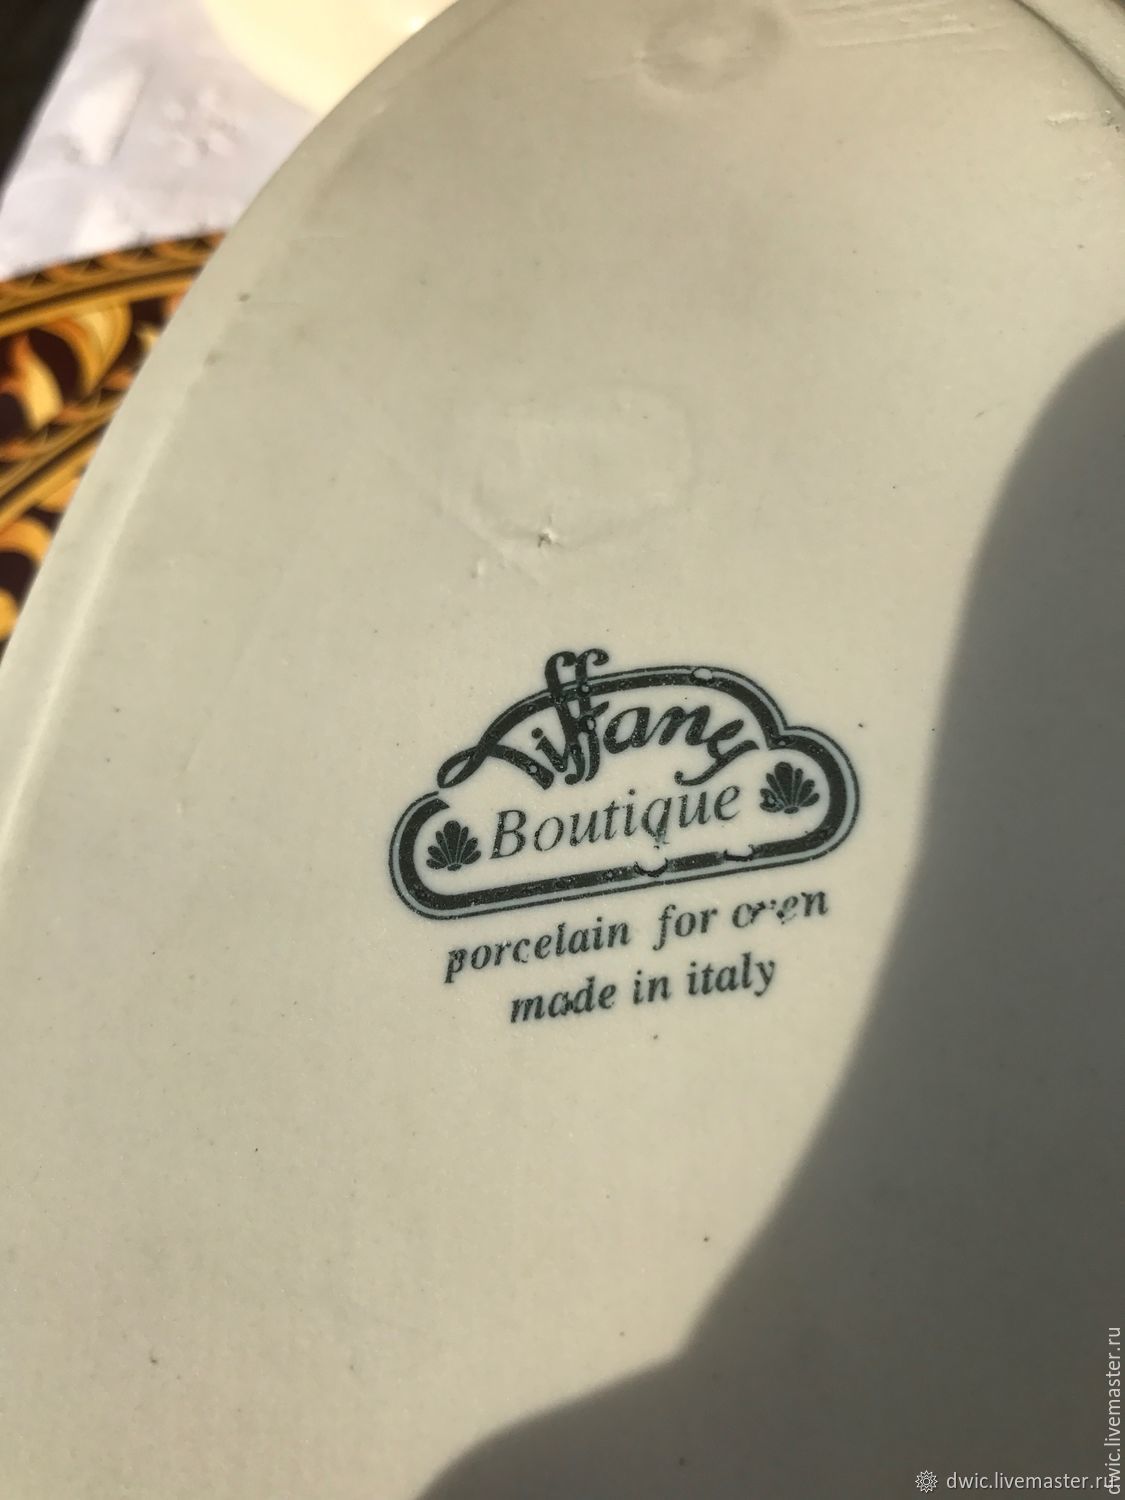 Tiffany
Boutique
porcelain for oven
made in italy
dwic.livemaster.ru
dwic.livemaster.ru